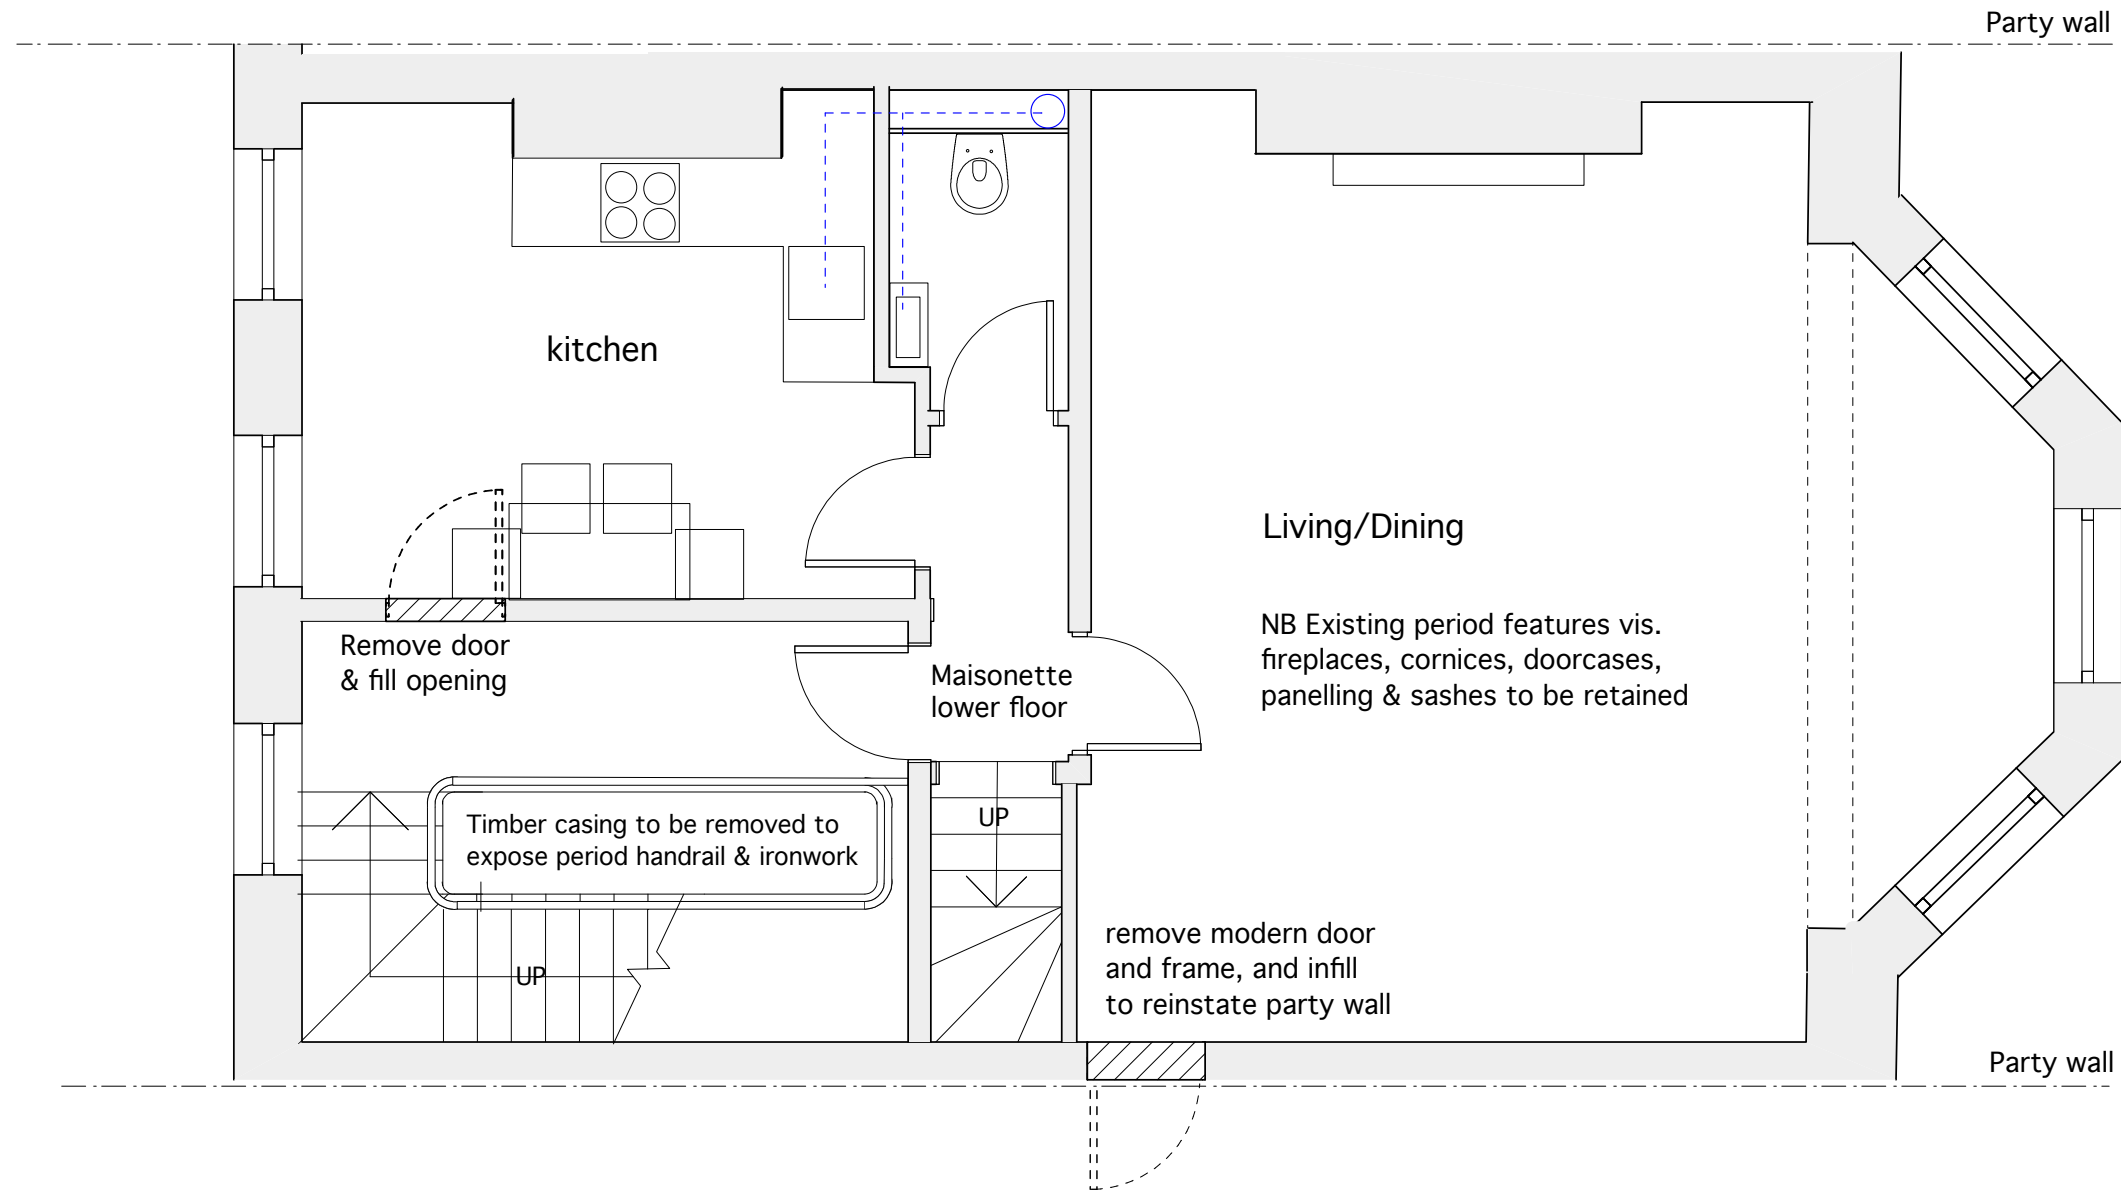 Party wall
kitchen
Living/Dining
NB Existing period features vis.
fireplaces, cornices, doorcases,
panelling & sashes to be retained
Remove door
& fill opening
Maisonette
lower floor
UP
Timber casing to be removed to
expose period handrail & ironwork
UP
remove modern door
and frame, and infill
to reinstate party wall
Party wall